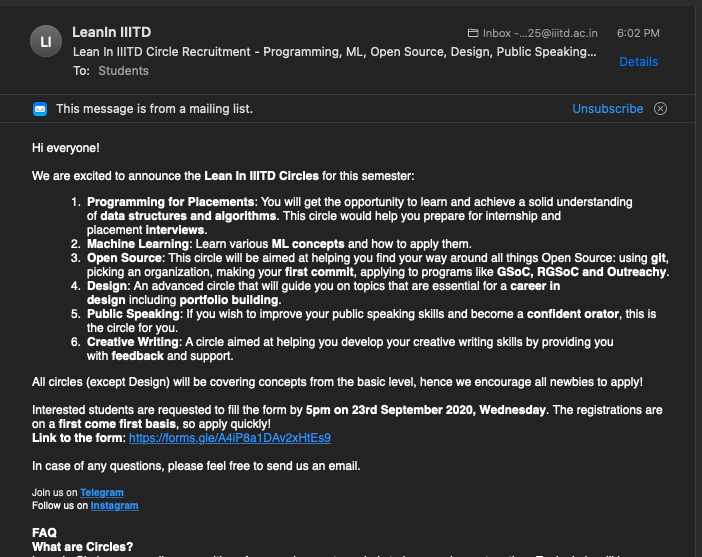 LI
LeanIn IIITD
Inbox -...25@iiitd.ac.in
6:02 PM
Lean In IIITD Circle Recruitment - Programming, ML, Open Source, Design, Public Speaking...
To: Students
Details
This message is from a mailing list.
Unsubscribe
Hi everyone!
We are excited to announce the Lean In IIITD Circles for this semester:
1. Programming for Placements: You will get the opportunity to learn and achieve a solid understanding
of data structures and algorithms. This circle would help you prepare for internship and
placement interviews.
2. Machine Learning: Learn various ML concepts and how to apply them.
3. Open Source: This circle will be aimed at helping you find your way around all things Open Source: using git,
picking an organization, making your first commit, applying to programs like GSoC, RGSoC and Outreachy.
4. Design: An advanced circle that will guide you on topics that are essential for a career in
design including portfolio building.
5. Public Speaking: If you wish to improve your public speaking skills and become a confident orator, this is
the circle for you.
6. Creative Writing: A circle aimed at helping you develop your creative writing skills by providing you
with feedback and support.
All circles (except Design) will be covering concepts from the basic level, hence we encourage all newbies to apply!
Interested students are requested to fill the form by 5pm on 23rd September 2020, Wednesday. The registrations are
on a first come first basis, so apply quickly!
Link to the form: https://forms.gle/A4iP8a1DAv2xHtEs9
In case of any questions, please feel free to send us an email.
Join us on Telegram
Follow us on Instagram
FAQ
What are Circles?